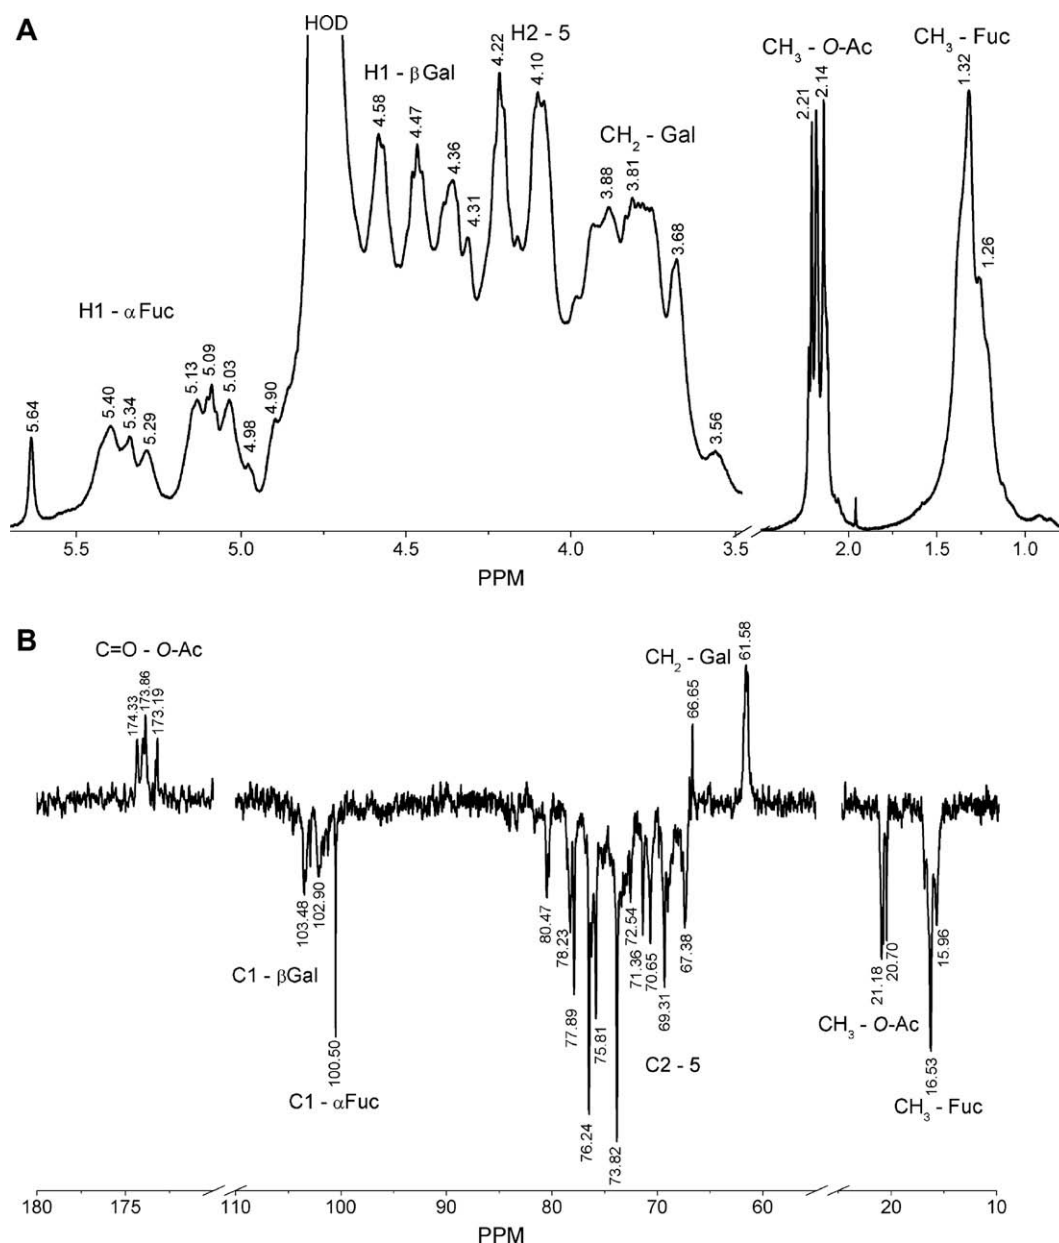 A
HOD
H1 - βGal
H2 - 5
CH2 - Gal
CH3 - O-Ac
CH3 - Fuc
H1 - αFuc
5.64
5.40
5.34
5.29
5.13
5.09
5.03
4.98
4.90
4.58
4.47
4.36
4.31
4.22
4.10
3.88
3.81
3.68
3.56
2.21
2.14
1.32
1.26
5.5 5.0 4.5 4.0 3.5 2.0 1.5 1.0
PPM
B
C=O - O-Ac
174.33
173.86
173.19
CH2 - Gal
66.65
61.58
103.48
102.90
C1 - βGal
100.50
C1 - αFuc
80.47
78.23
77.89
76.24
75.81
73.82
72.54
71.36
70.65
69.31
67.38
C2 - 5
21.18
20.70
CH3 - O-Ac
16.53
15.96
CH3 - Fuc
180 175 110 100 90 80 70 60 20 10
PPM